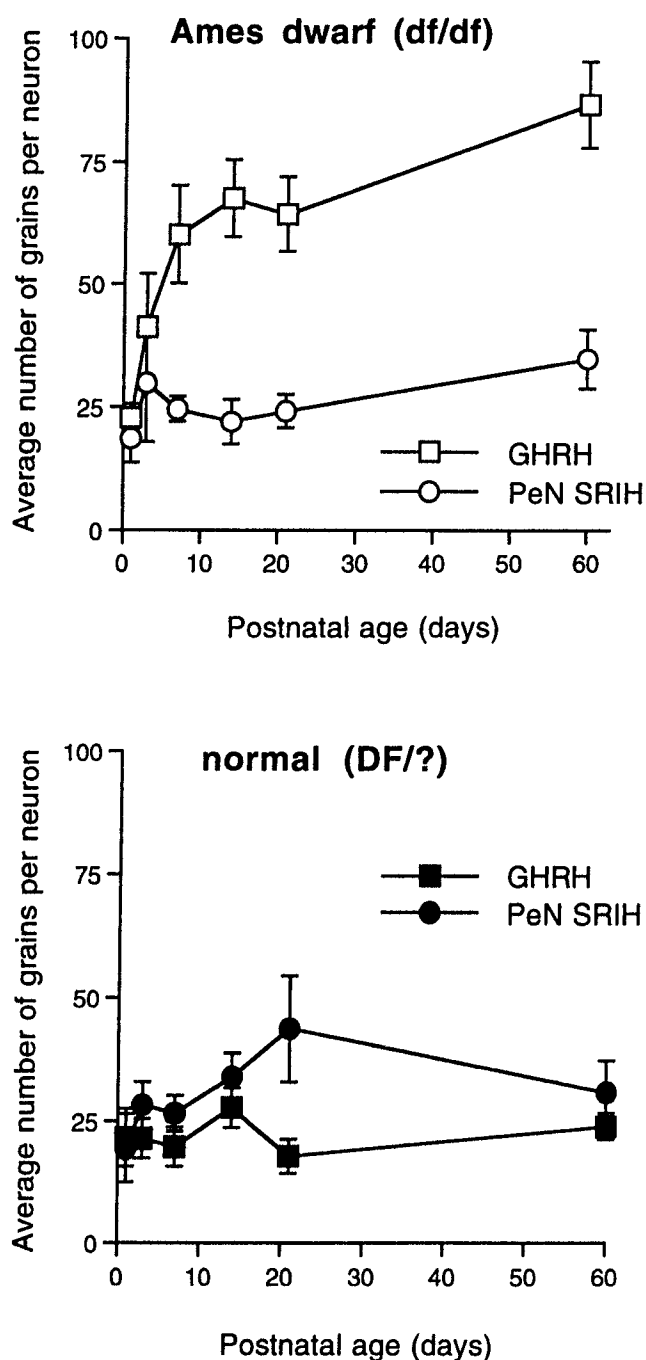 Ames dwarf (df/df)
Average number of grains per neuron
100
75
50
25
0
GHRH
PeN SRIH
0 10 20 30 40 50 60
Postnatal age (days)
normal (DF/?)
Average number of grains per neuron
100
75
50
25
0
GHRH
PeN SRIH
0 10 20 30 40 50 60
Postnatal age (days)